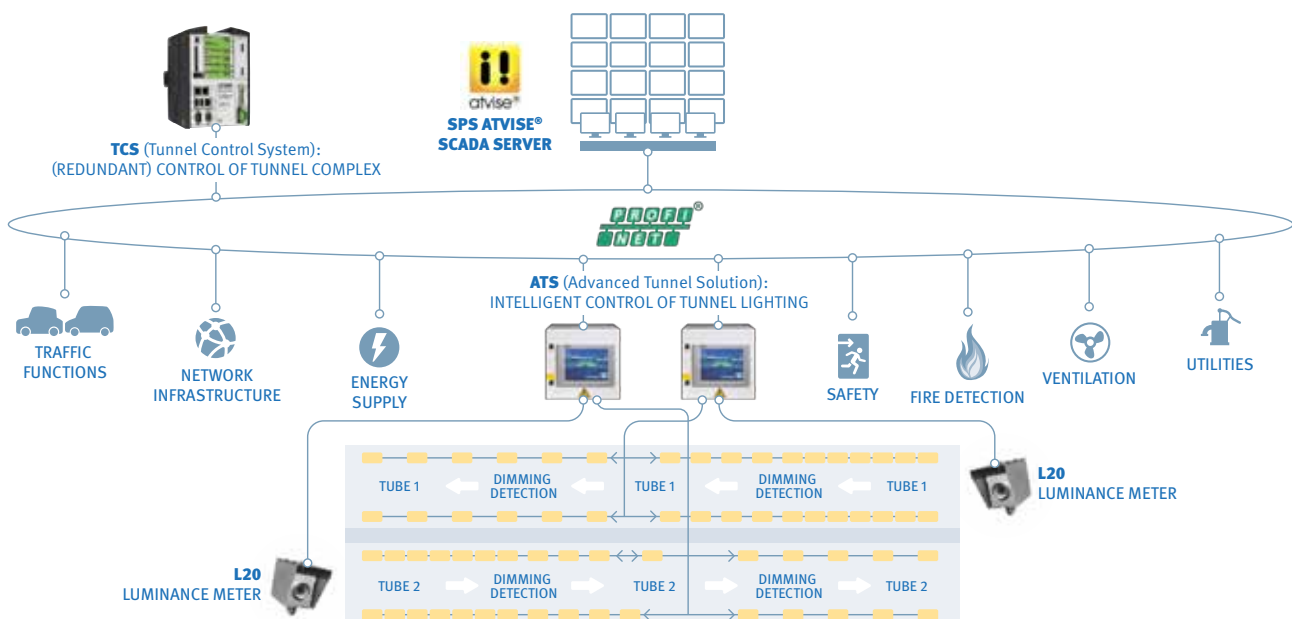 i!
atvise®
SPS ATVISE®
SCADA SERVER
TCS (Tunnel Control System):
(REDUNDANT) CONTROL OF TUNNEL COMPLEX
PROFI®
NET
ATS (Advanced Tunnel Solution):
INTELLIGENT CONTROL OF TUNNEL LIGHTING
TRAFFIC
FUNCTIONS
NETWORK
INFRASTRUCTURE
ENERGY
SUPPLY
SAFETY
FIRE DETECTION
VENTILATION
UTILITIES
TUBE 1
DIMMING
DETECTION
TUBE 1
DIMMING
DETECTION
TUBE 1
L20
LUMINANCE METER
L20
LUMINANCE METER
TUBE 2
DIMMING
DETECTION
TUBE 2
DIMMING
DETECTION
TUBE 2